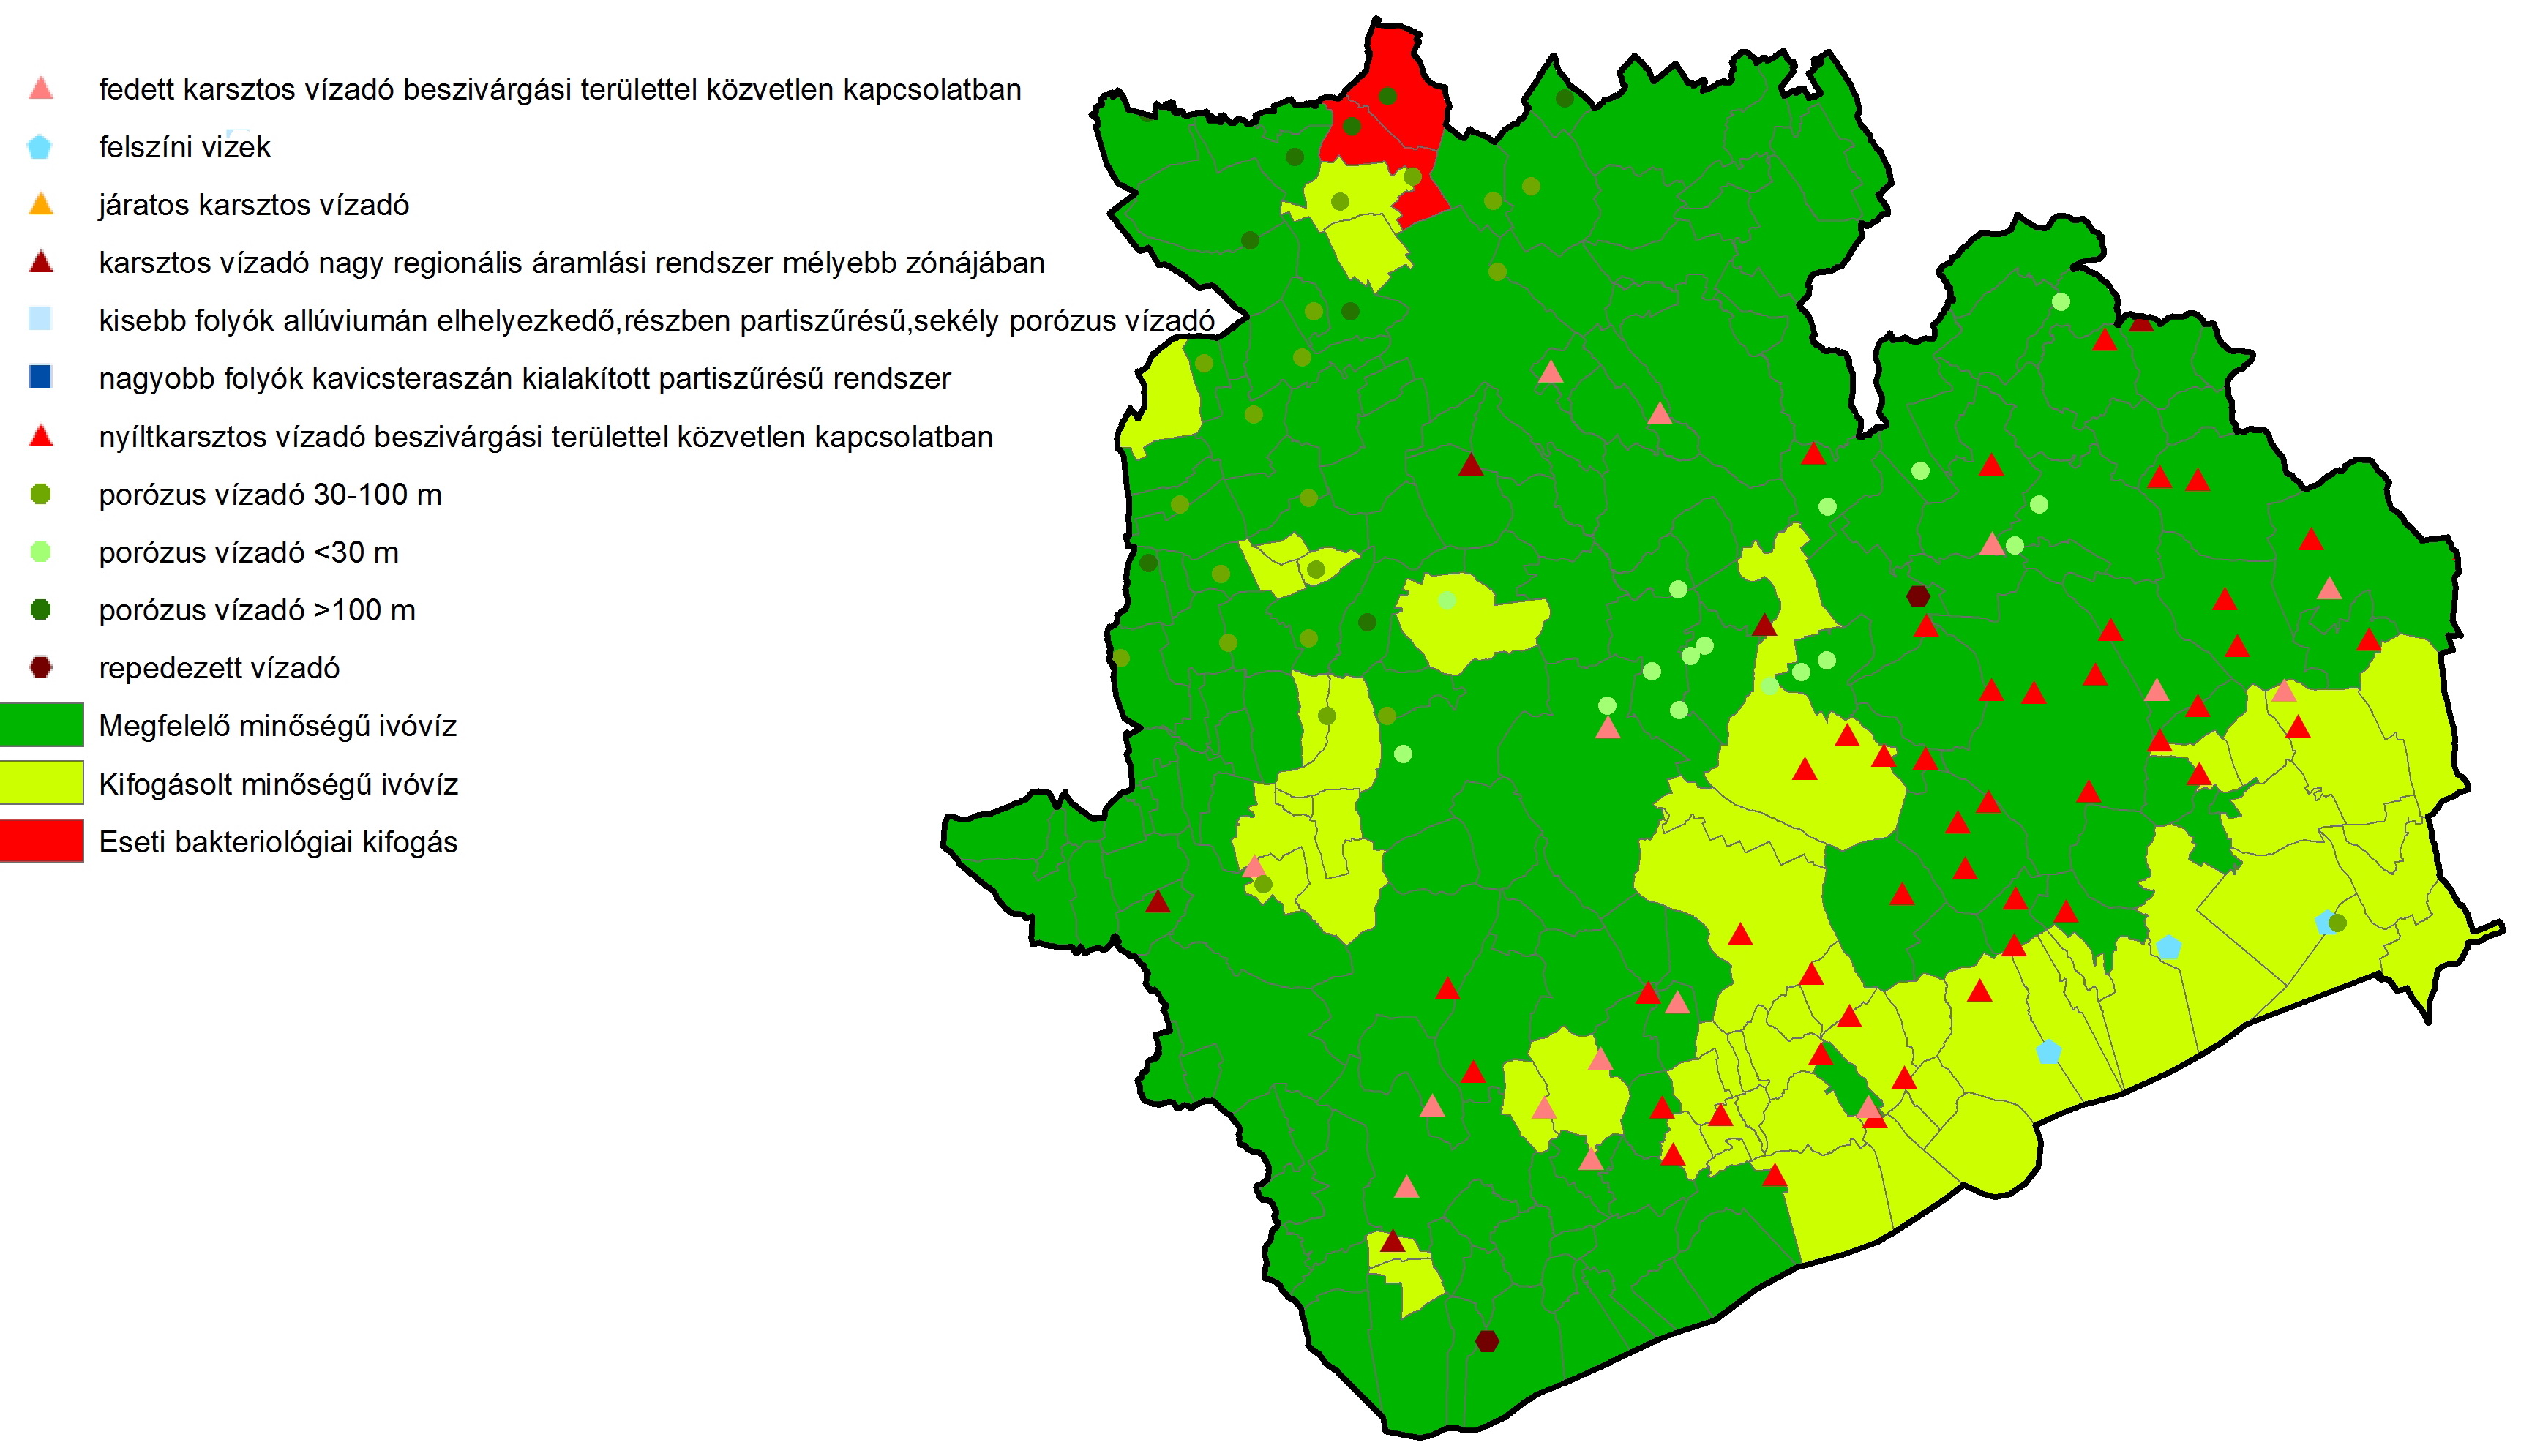 fedett karsztos vízadó beszivárgási területtel közvetlen kapcsolatban
felszíni vizek
járatos karsztos vízadó
karsztos vízadó nagy regionális áramlási rendszer mélyebb zónájában
kisebb folyók allúviumán elhelyezkedő,részben partiszűrésű,sekély porózus vízadó
nagyobb folyók kavicsteraszán kialakított partiszűrésű rendszer
nyíltkarsztos vízadó beszivárgási területtel közvetlen kapcsolatban
porózus vízadó 30-100 m
porózus vízadó <30 m
porózus vízadó >100 m
repedezett vízadó
Megfelelő minőségű ivóvíz
Kifogásolt minőségű ivóvíz
Eseti bakteriológiai kifogás